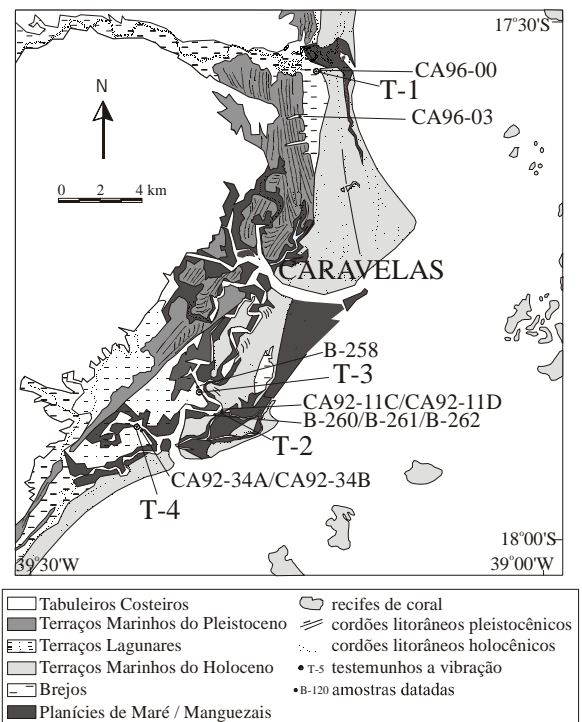 17°30'S
CA96-00
T-1
CA96-03
N
0 2 4 km
CARAVELAS
B-258
T-3
CA92-11C/CA92-11D
B-260/B-261/B-262
T-2
CA92-34A/CA92-34B
T-4
18°00'S
39°30'W
39°00'W
Tabuleiros Costeiros
Terraços Marinhos do Pleistoceno
Terraços Lagunares
Terraços Marinhos do Holoceno
Brejos
Planícies de Maré / Manguezais
recifes de coral
cordões litorâneos pleistocênicos
cordões litorâneos holocênicos
T-5 testemunhos a vibração
B-120 amostras datadas